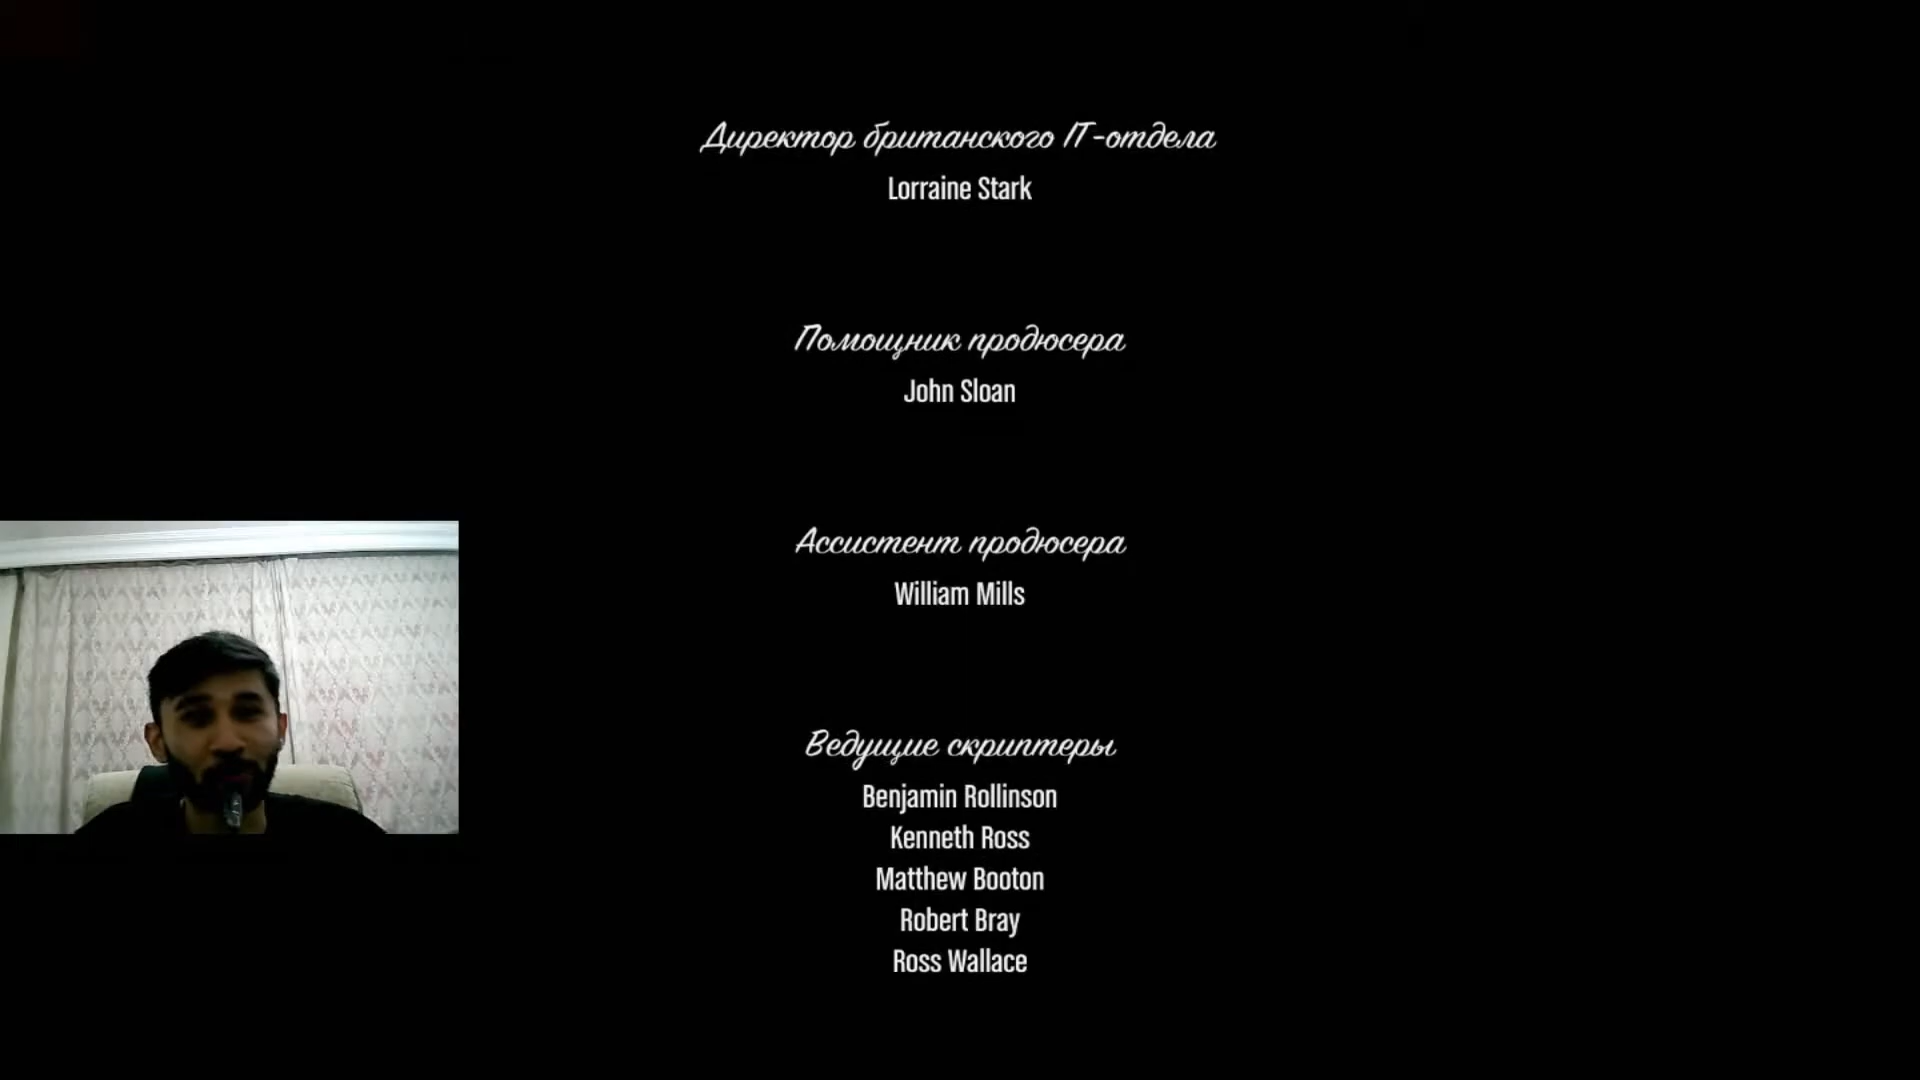 Директор британского IT-отдела
Lorraine Stark
Помощник продюсера
John Sloan
Ассистент продюсера
William Mills
Ведущие скриптеры
Benjamin Rollinson
Kenneth Ross
Matthew Booton
Robert Bray
Ross Wallace